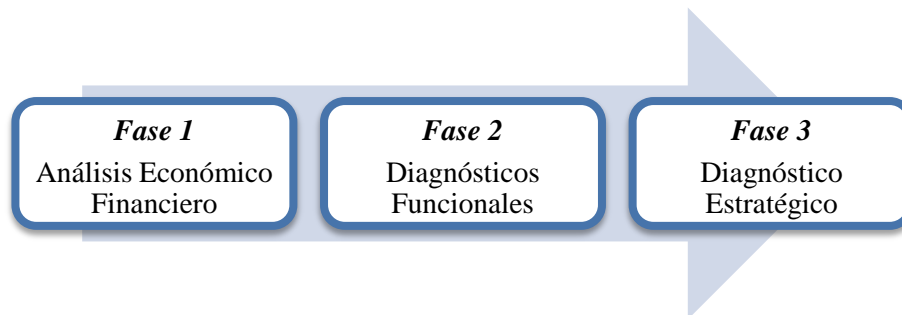 Fase 1
Análisis Económico
Financiero
Fase 2
Diagnósticos
Funcionales
Fase 3
Diagnóstico
Estratégico